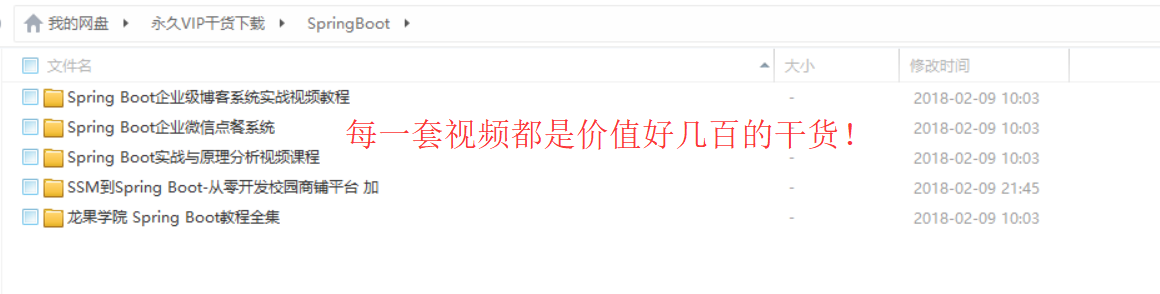 我的网盘 永久VIP干货下载 SpringBoot
文件名 大小 修改时间
Spring Boot企业级博客系统实战视频教程 - 2018-02-09 10:03
Spring Boot企业微信点餐系统 - 2018-02-09 10:03
每一套视频都是价值好几百的干货！
Spring Boot实战与原理分析视频课程 - 2018-02-09 10:03
SSM到Spring Boot-从零开发校园商铺平台 加 - 2018-02-09 21:45
龙果学院 Spring Boot教程全集 - 2018-02-09 10:03